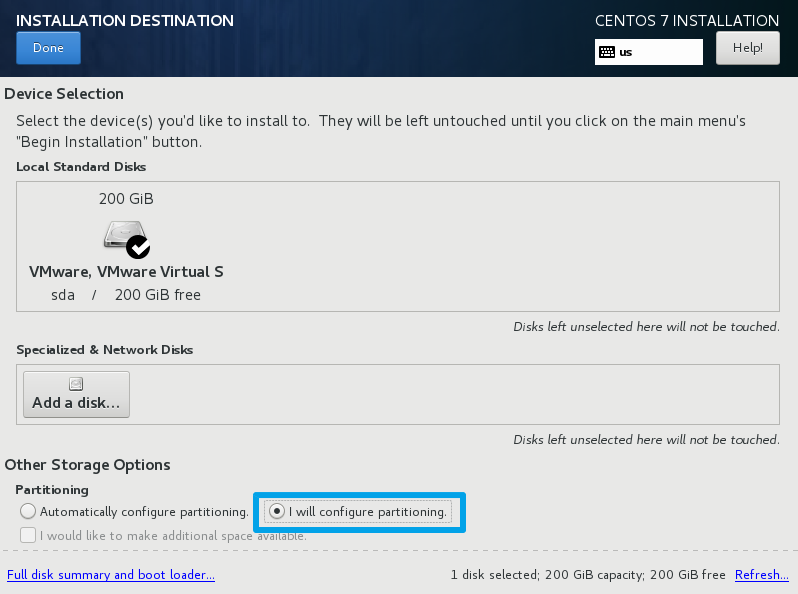 INSTALLATION DESTINATION
CENTOS 7 INSTALLATION
Done
us
Help!
Device Selection
Select the device(s) you'd like to install to. They will be left untouched until you click on the main menu's
"Begin Installation" button.
Local Standard Disks
200 GiB
VMware, VMware Virtual S
sda / 200 GiB free
Disks left unselected here will not be touched.
Specialized & Network Disks
Add a disk...
Disks left unselected here will not be touched.
Other Storage Options
Partitioning
Automatically configure partitioning. I will configure partitioning.
I would like to make additional space available.
Full disk summary and boot loader... 1 disk selected; 200 GiB capacity; 200 GiB free Refresh...